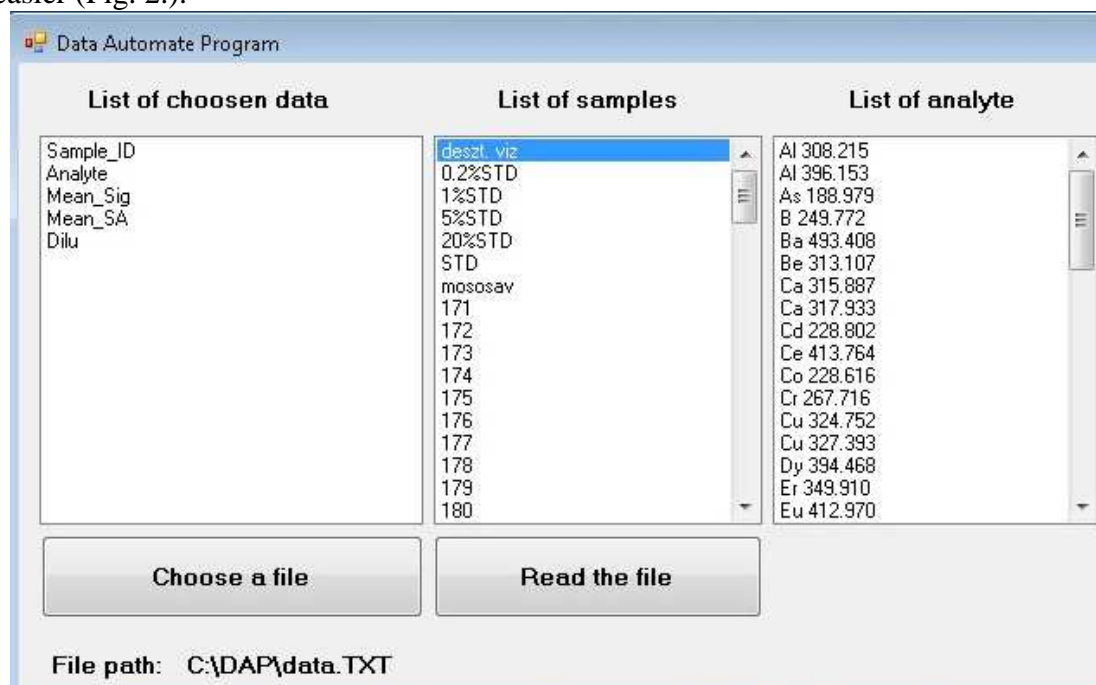 easier (Fig. 2.).
Data Automate Program
List of choosen data
Sample_ID
Analyte
Mean_Sig
Mean_SA
Dilu
List of samples
deszt. viz
0.2%STD
1%STD
5%STD
20%STD
STD
mososav
171
172
173
174
175
176
177
178
179
180
List of analyte
Al 308.215
Al 396.153
As 188.979
B 249.772
Ba 493.408
Be 313.107
Ca 315.887
Ca 317.933
Cd 228.802
Ce 413.764
Co 228.616
Cr 267.716
Cu 324.752
Cu 327.393
Dy 394.468
Er 349.910
Eu 412.970
Choose a file
Read the file
File path: C:\DAP\data.TXT